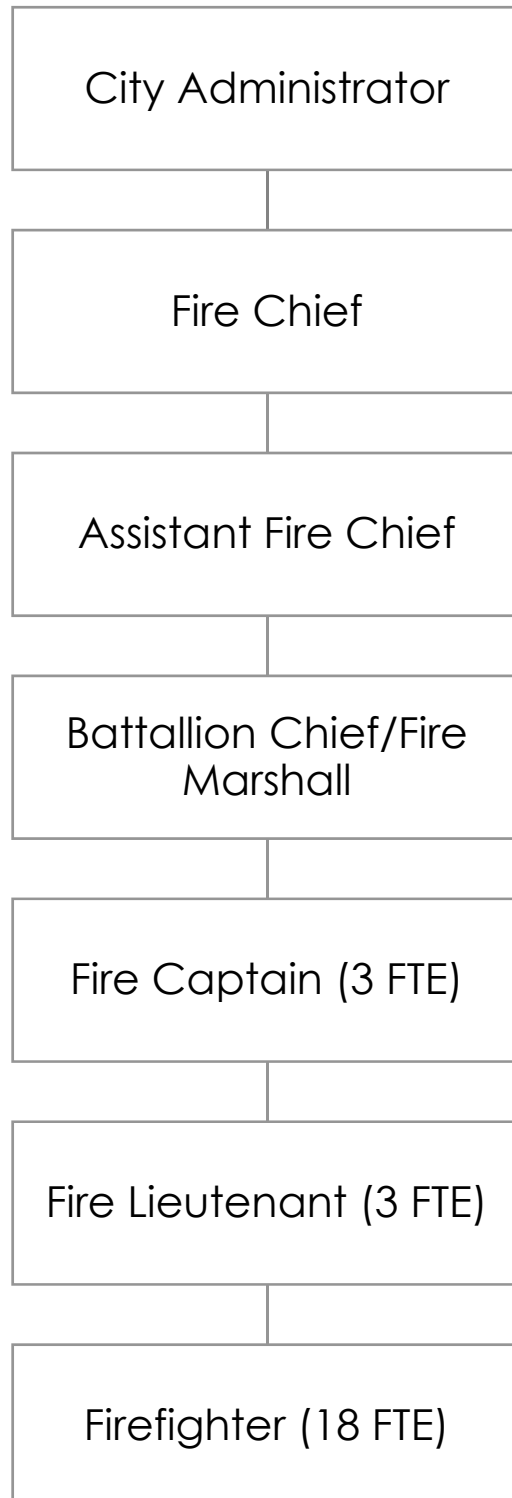 City Administrator
Fire Chief
Assistant Fire Chief
Battallion Chief/Fire
Marshall
Fire Captain (3 FTE)
Fire Lieutenant (3 FTE)
Firefighter (18 FTE)